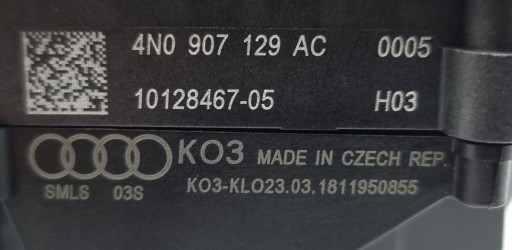 4N0 907 129 AC 0005
10128467-05 H03
KO3 MADE IN CZECH REP.
SMLS 03S KO3-KLO23.03.1811950855